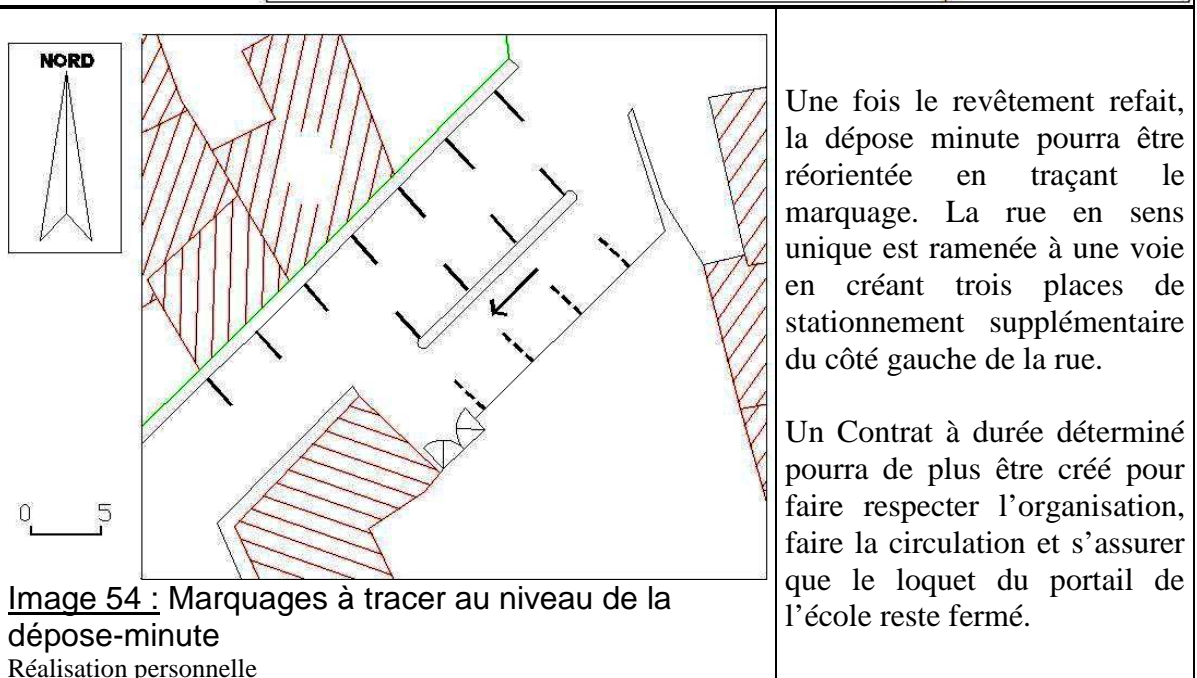 NORD
0 5
Image 54 : Marquages à tracer au niveau de la
dépose-minute
Réalisation personnelle
Une fois le revêtement refait,
la dépose minute pourra être
réorientée en traçant le
marquage. La rue en sens
unique est ramenée à une voie
en créant trois places de
stationnement supplémentaire
du côté gauche de la rue.
Un Contrat à durée déterminé
pourra de plus être créé pour
faire respecter l’organisation,
faire la circulation et s’assurer
que le loquet du portail de
l’école reste fermé.